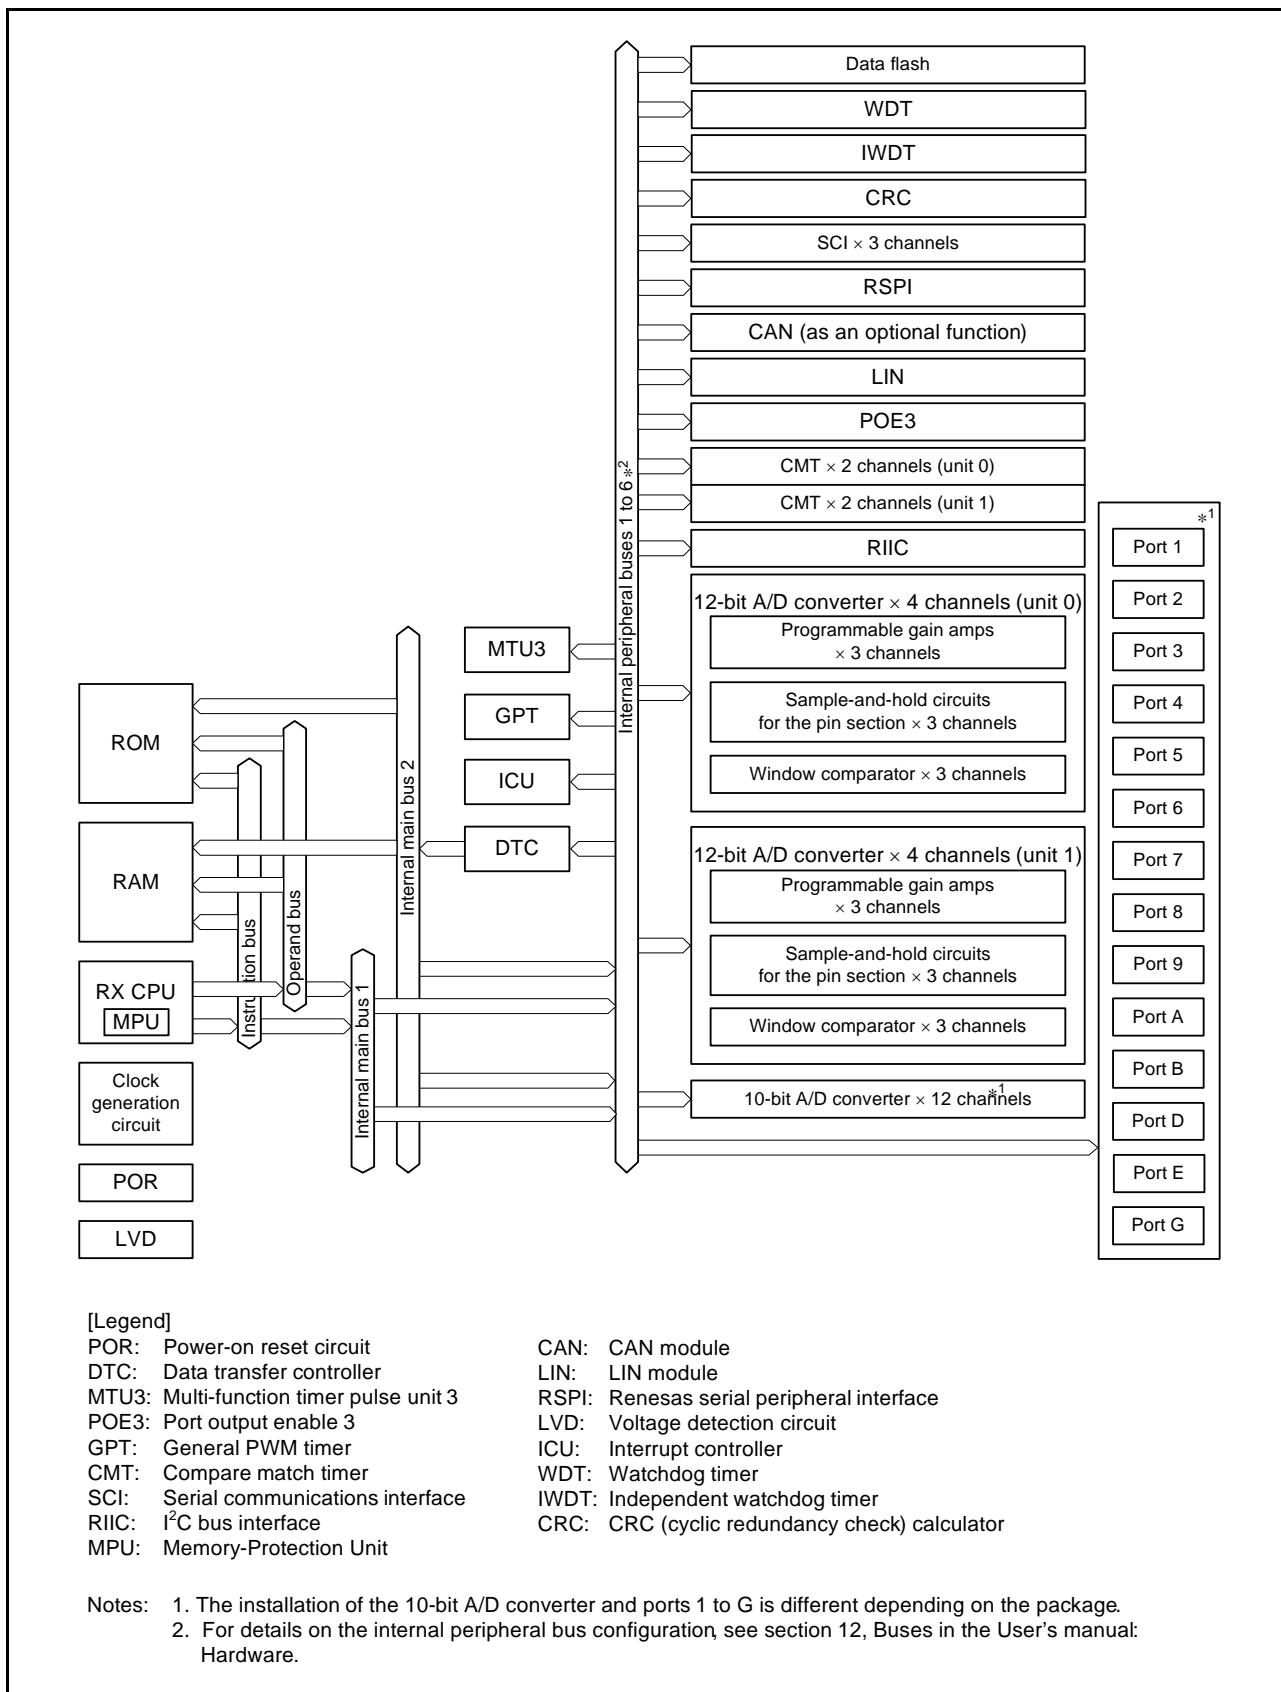 Data flash
WDT
IWDT
CRC
SCI × 3 channels
RSPI
CAN (as an optional function)
LIN
POE3
CMT × 2 channels (unit 0)
CMT × 2 channels (unit 1)
RIIC
12-bit A/D converter × 4 channels (unit 0)
Programmable gain amps
× 3 channels
Sample-and-hold circuits
for the pin section × 3 channels
Window comparator × 3 channels
12-bit A/D converter × 4 channels (unit 1)
Programmable gain amps
× 3 channels
Sample-and-hold circuits
for the pin section × 3 channels
Window comparator × 3 channels
10-bit A/D converter × 12 channels *1
*1
Port 1
Port 2
Port 3
Port 4
Port 5
Port 6
Port 7
Port 8
Port 9
Port A
Port B
Port D
Port E
Port G
Internal peripheral buses 1 to 6 *2
MTU3
GPT
ICU
DTC
Internal main bus 2
Internal main bus 1
Operand bus
Instruction bus
ROM
RAM
RX CPU
MPU
Clock
generation
circuit
POR
LVD
[Legend]
POR: Power-on reset circuit
DTC: Data transfer controller
MTU3: Multi-function timer pulse unit 3
POE3: Port output enable 3
GPT: General PWM timer
CMT: Compare match timer
SCI: Serial communications interface
RIIC: I2C bus interface
MPU: Memory-Protection Unit
CAN: CAN module
LIN: LIN module
RSPI: Renesas serial peripheral interface
LVD: Voltage detection circuit
ICU: Interrupt controller
WDT: Watchdog timer
IWDT: Independent watchdog timer
CRC: CRC (cyclic redundancy check) calculator
Notes: 1. The installation of the 10-bit A/D converter and ports 1 to G is different depending on the package.
2. For details on the internal peripheral bus configuration, see section 12, Buses in the User's manual:
Hardware.